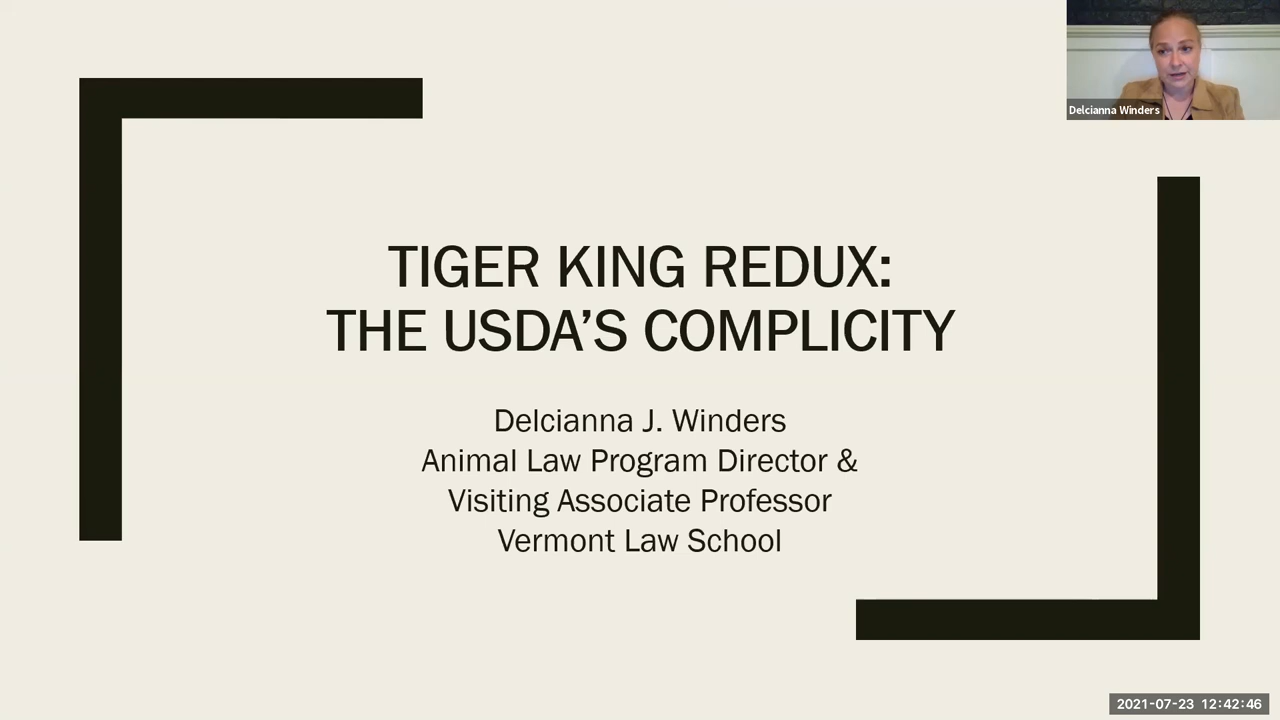 Delcianna Winders
TIGER KING REDUX:
THE USDA’S COMPLICITY
Delcianna J. Winders
Animal Law Program Director &
Visiting Associate Professor
Vermont Law School
2021-07-23 12:42:46